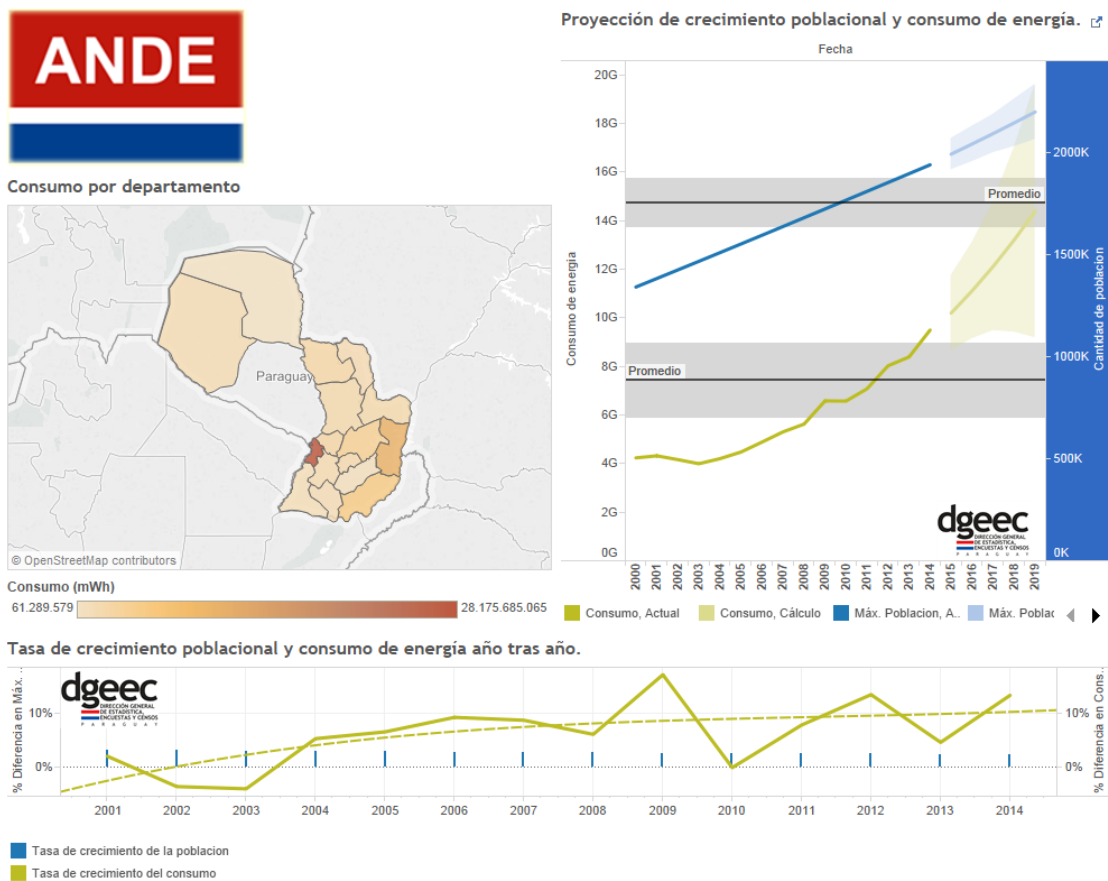 ANDE
Consumo por departamento
Paraguay
© OpenStreetMap contributors
Consumo (mWh)
61.289.579
28.175.685.065
Proyección de crecimiento poblacional y consumo de energía.
Fecha
20G
18G
16G
14G
12G
10G
8G
6G
4G
2G
0G
Consumo de energia
Promedio
Promedio
2000K
1500K
1000K
500K
0K
Cantidad de poblacion
dgeec
DIRECCIÓN GENERAL
DE ESTADÍSTICA,
ENCUESTAS Y CENSOS
PARAGUAY
2000 2001 2002 2003 2004 2005 2006 2007 2008 2009 2010 2011 2012 2013 2014 2015 2016 2017 2018 2019
Consumo, Actual Consumo, Cálculo Máx. Poblacion, A.. Máx. Poblac
Tasa de crecimiento poblacional y consumo de energía año tras año.
dgeec
DIRECCIÓN GENERAL
DE ESTADÍSTICA,
ENCUESTAS Y CENSOS
PARAGUAY
% Diferencia en Máx. ..
10%
0%
10%
0%
% Diferencia en Cons..
2001 2002 2003 2004 2005 2006 2007 2008 2009 2010 2011 2012 2013 2014
Tasa de crecimiento de la poblacion
Tasa de crecimiento del consumo